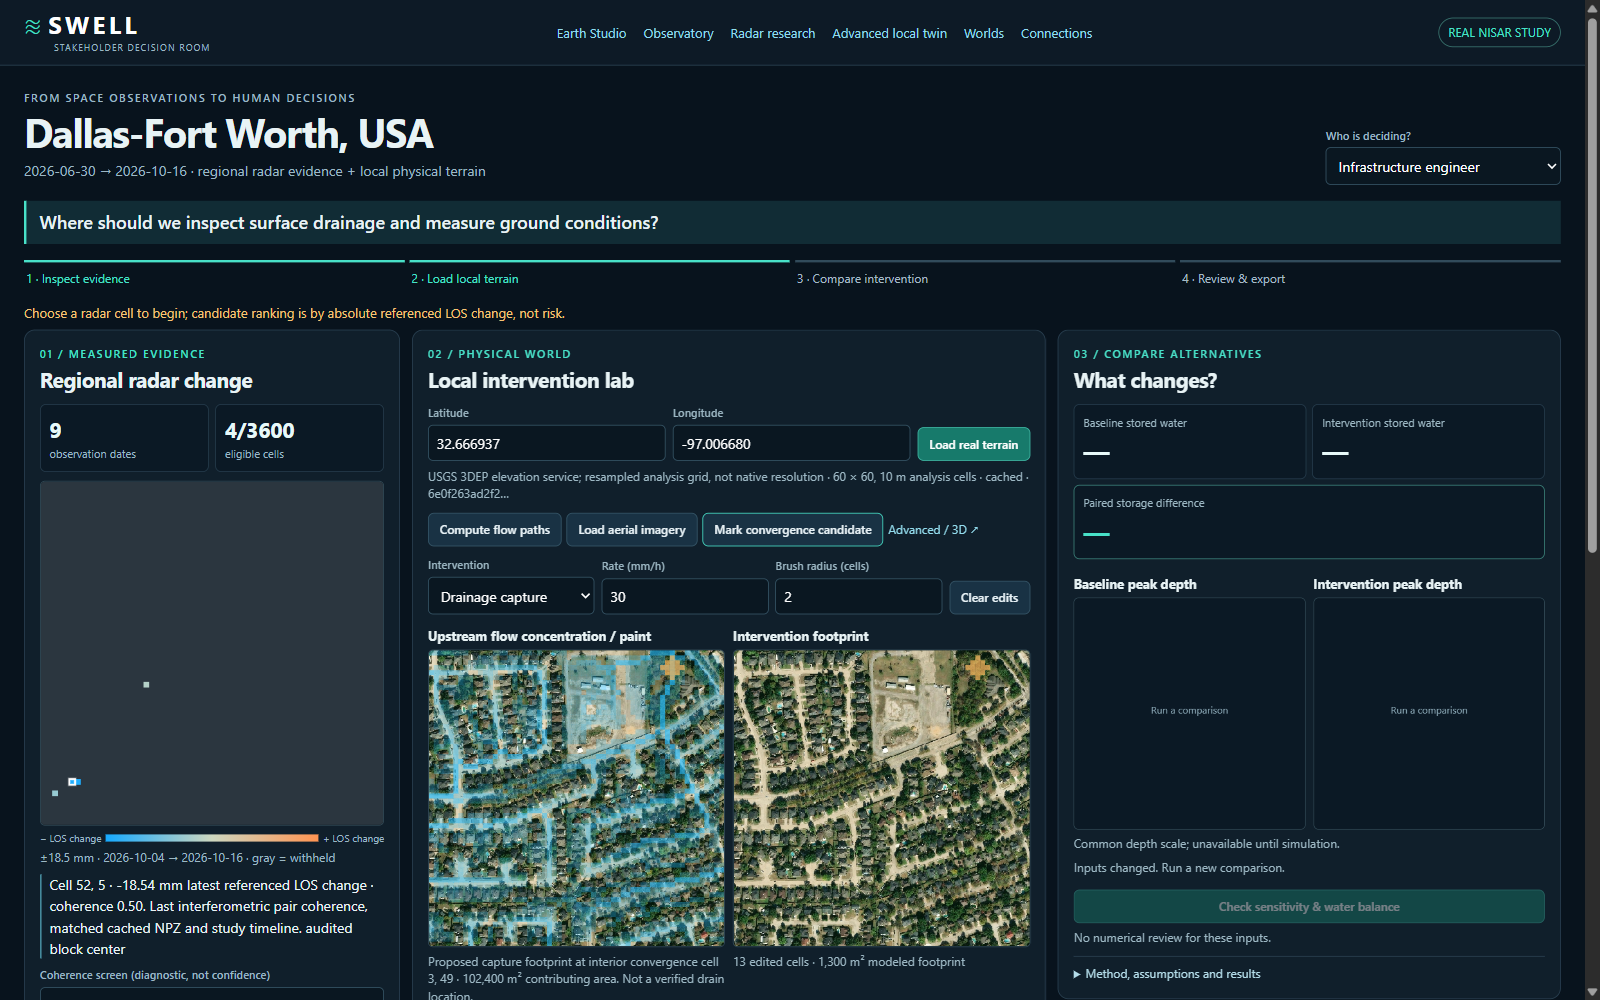 SWELL
STAKEHOLDER DECISION ROOM
Earth Studio
Observatory
Radar research
Advanced local twin
Worlds
Connections
REAL NISAR STUDY
FROM SPACE OBSERVATIONS TO HUMAN DECISIONS
Dallas-Fort Worth, USA
2026-06-30 → 2026-10-16 · regional radar evidence + local physical terrain
Who is deciding?
Infrastructure engineer
Where should we inspect surface drainage and measure ground conditions?
1 · Inspect evidence
2 · Load local terrain
3 · Compare intervention
4 · Review & export
Choose a radar cell to begin; candidate ranking is by absolute referenced LOS change, not risk.
01 / MEASURED EVIDENCE
Regional radar change
9
observation dates
4/3600
eligible cells
− LOS change
+ LOS change
±18.5 mm · 2026-10-04 → 2026-10-16 · gray = withheld
Cell 52, 5 · -18.54 mm latest referenced LOS change ·
coherence 0.50. Last interferometric pair coherence,
matched cached NPZ and study timeline. audited
block center
Coherence screen (diagnostic, not confidence)
02 / PHYSICAL WORLD
Local intervention lab
Latitude
Longitude
32.666937
-97.006680
Load real terrain
USGS 3DEP elevation service; resampled analysis grid, not native resolution · 60 × 60, 10 m analysis cells · cached ·
6e0f263ad2f2...
Compute flow paths
Load aerial imagery
Mark convergence candidate
Advanced / 3D ↗
Intervention
Rate (mm/h)
Brush radius (cells)
Drainage capture
30
2
Clear edits
Upstream flow concentration / paint
Intervention footprint
Proposed capture footprint at interior convergence cell
3, 49 · 102,400 m² contributing area. Not a verified drain
location.
13 edited cells · 1,300 m² modeled footprint
03 / COMPARE ALTERNATIVES
What changes?
Baseline stored water
—
Intervention stored water
—
Paired storage difference
—
Baseline peak depth
Intervention peak depth
Run a comparison
Run a comparison
Common depth scale; unavailable until simulation.
Inputs changed. Run a new comparison.
Check sensitivity & water balance
No numerical review for these inputs.
▶ Method, assumptions and results